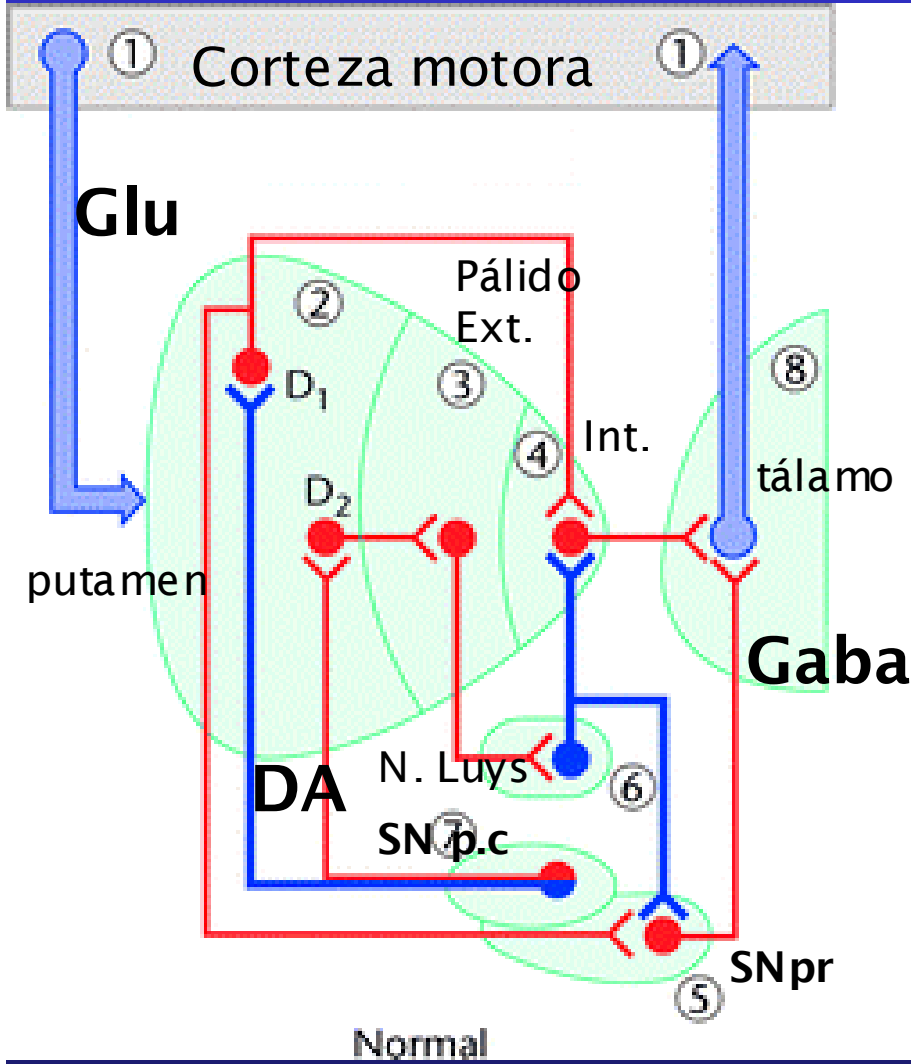 ① Corteza motora ①
Glu
Pálido
Ext.
②
③
⑧
D1
Int.
④
tálamo
D2
putamen
Gaba
DA
N. Luys
⑥
SN p.c
⑦
SNpr
⑤
Normal